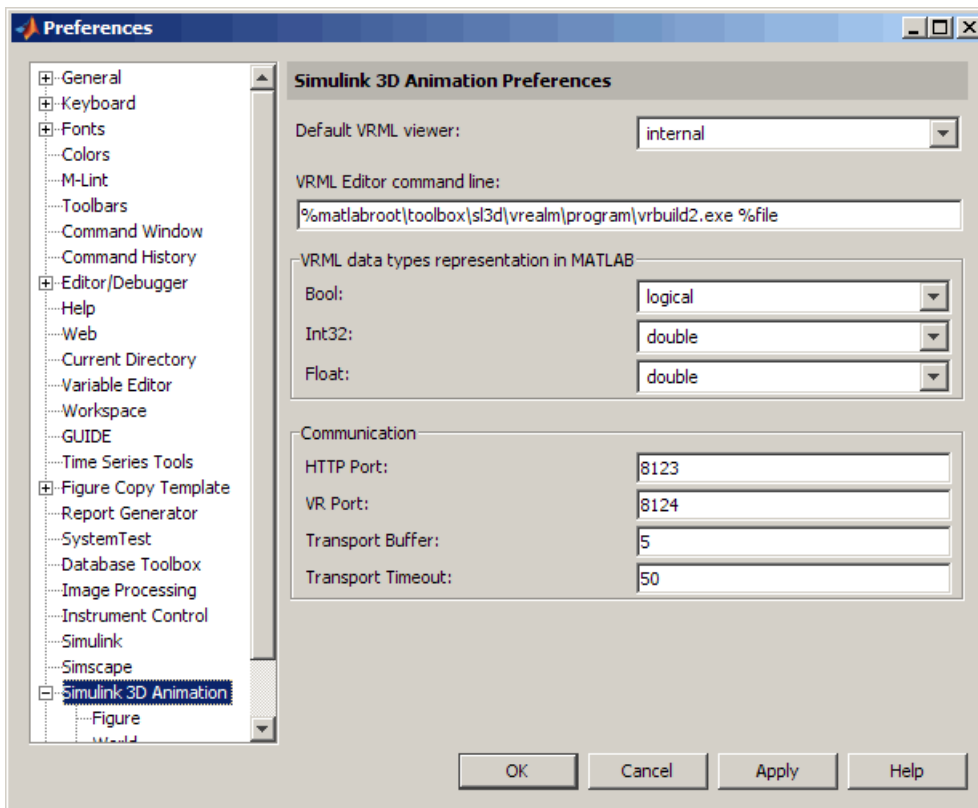 Preferences
General
Keyboard
Fonts
Colors
M-Lint
Toolbars
Command Window
Command History
Editor/Debugger
Help
Web
Current Directory
Variable Editor
Workspace
GUIDE
Time Series Tools
Figure Copy Template
Report Generator
SystemTest
Database Toolbox
Image Processing
Instrument Control
Simulink
Simscape
Simulink 3D Animation
Figure
World
Simulink 3D Animation Preferences
Default VRML viewer: internal
VRML Editor command line:
%matlabroot\toolbox\sl3d\vrealm\program\vrbuild2.exe %file
VRML data types representation in MATLAB
Bool: logical
Int32: double
Float: double
Communication
HTTP Port: 8123
VR Port: 8124
Transport Buffer: 5
Transport Timeout: 50
OK Cancel Apply Help